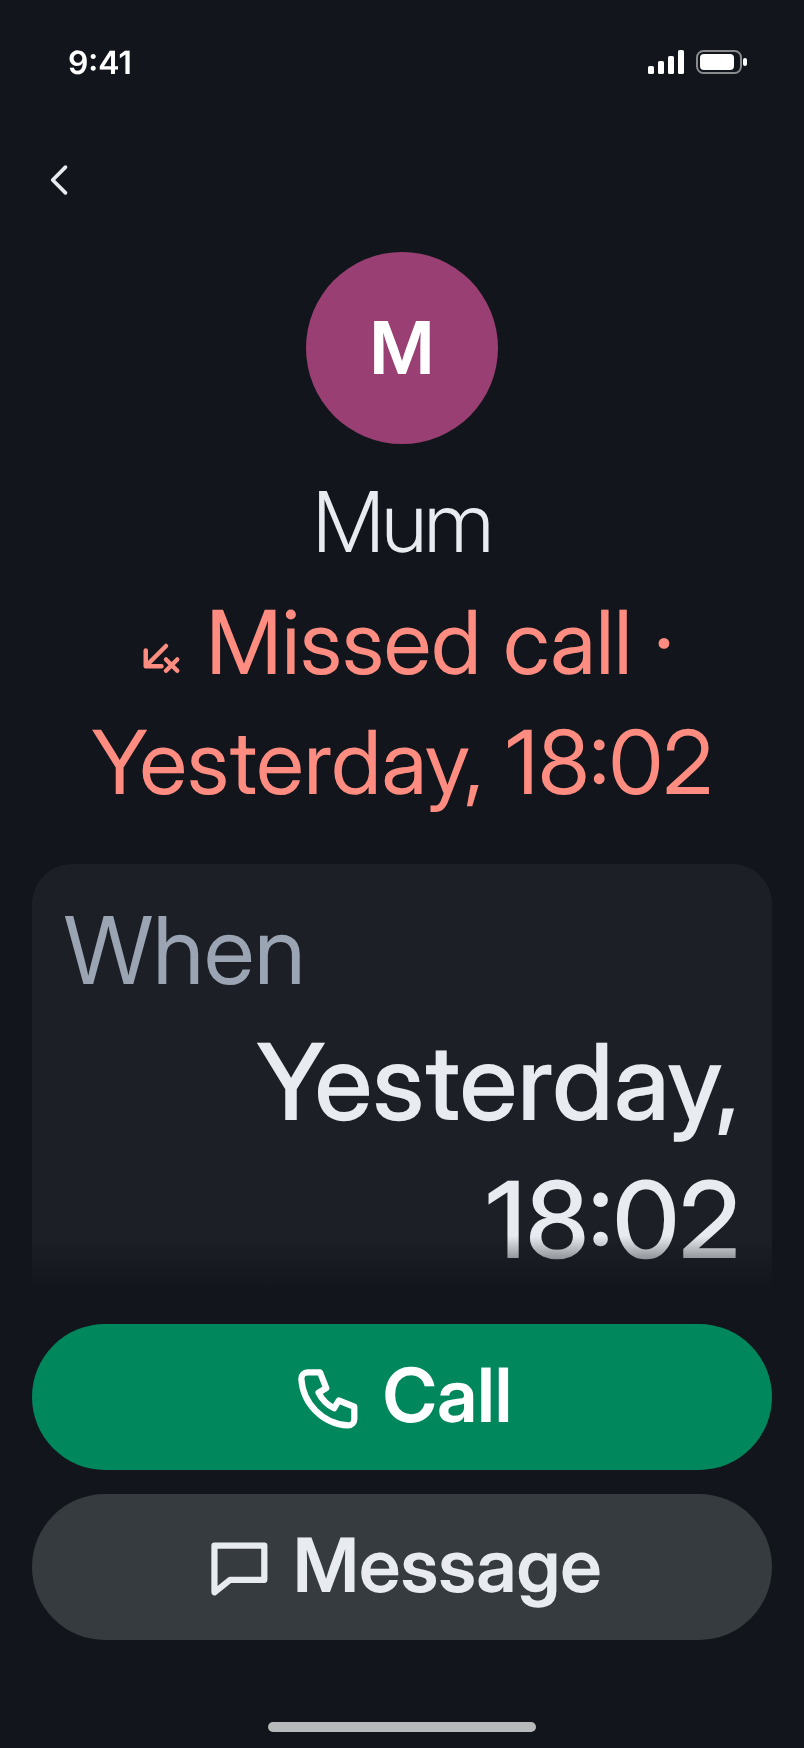 9:41
M
Mum
Missed call ·
Yesterday, 18:02
When
Yesterday,
18:02
Call
Message